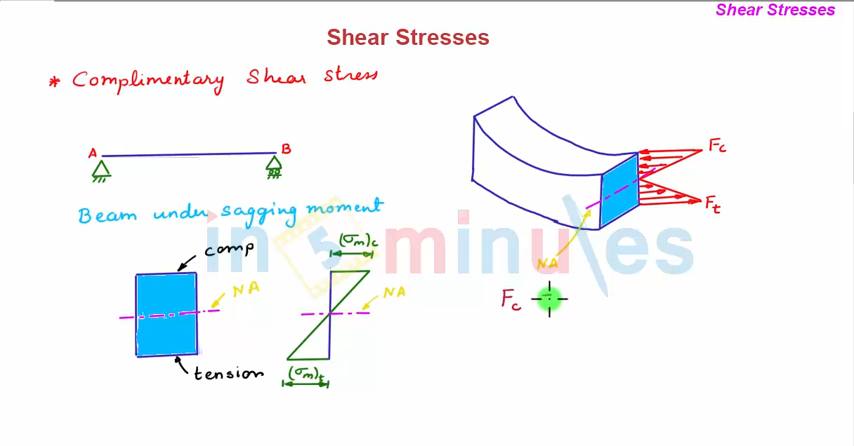 Shear Stresses
Shear Stresses
* Complimentary Shear stress
A
B
Beam under sagging moment
in 5 minutes
comp
NA
tension
(σm)c
NA
(σm)t
Fc
Ft
NA
Fc =